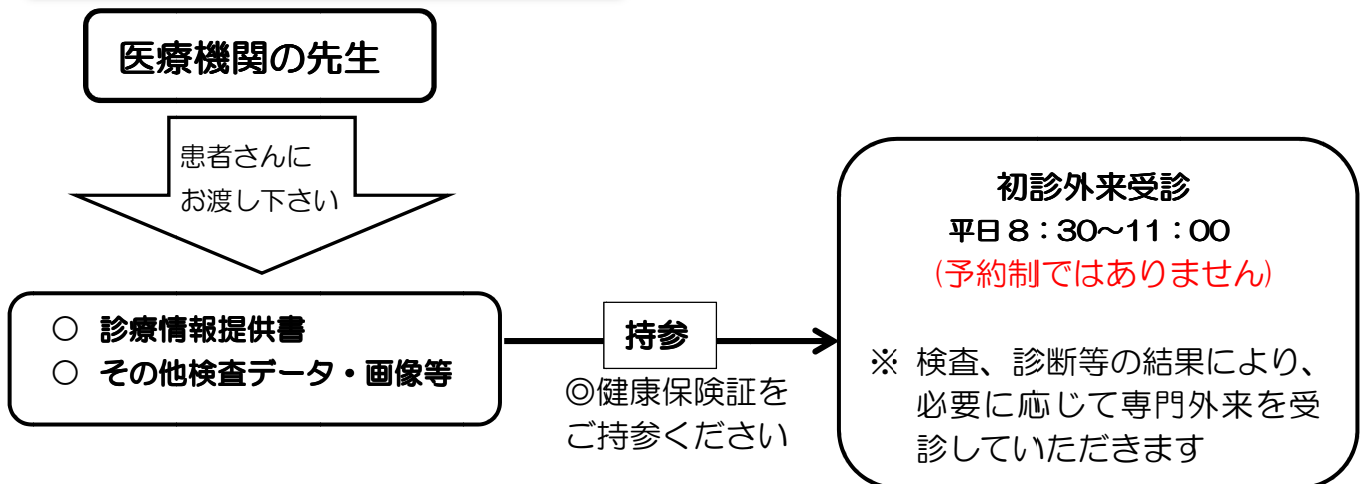 医療機関の先生
患者さんに
お渡し下さい
○ 診療情報提供書
○ その他検査データ・画像等
持参
◎健康保険証を
ご持参ください
初診外来受診
平日8：30～11：00
(予約制ではありません)
※ 検査、診断等の結果により、
必要に応じて専門外来を受
診していただきます